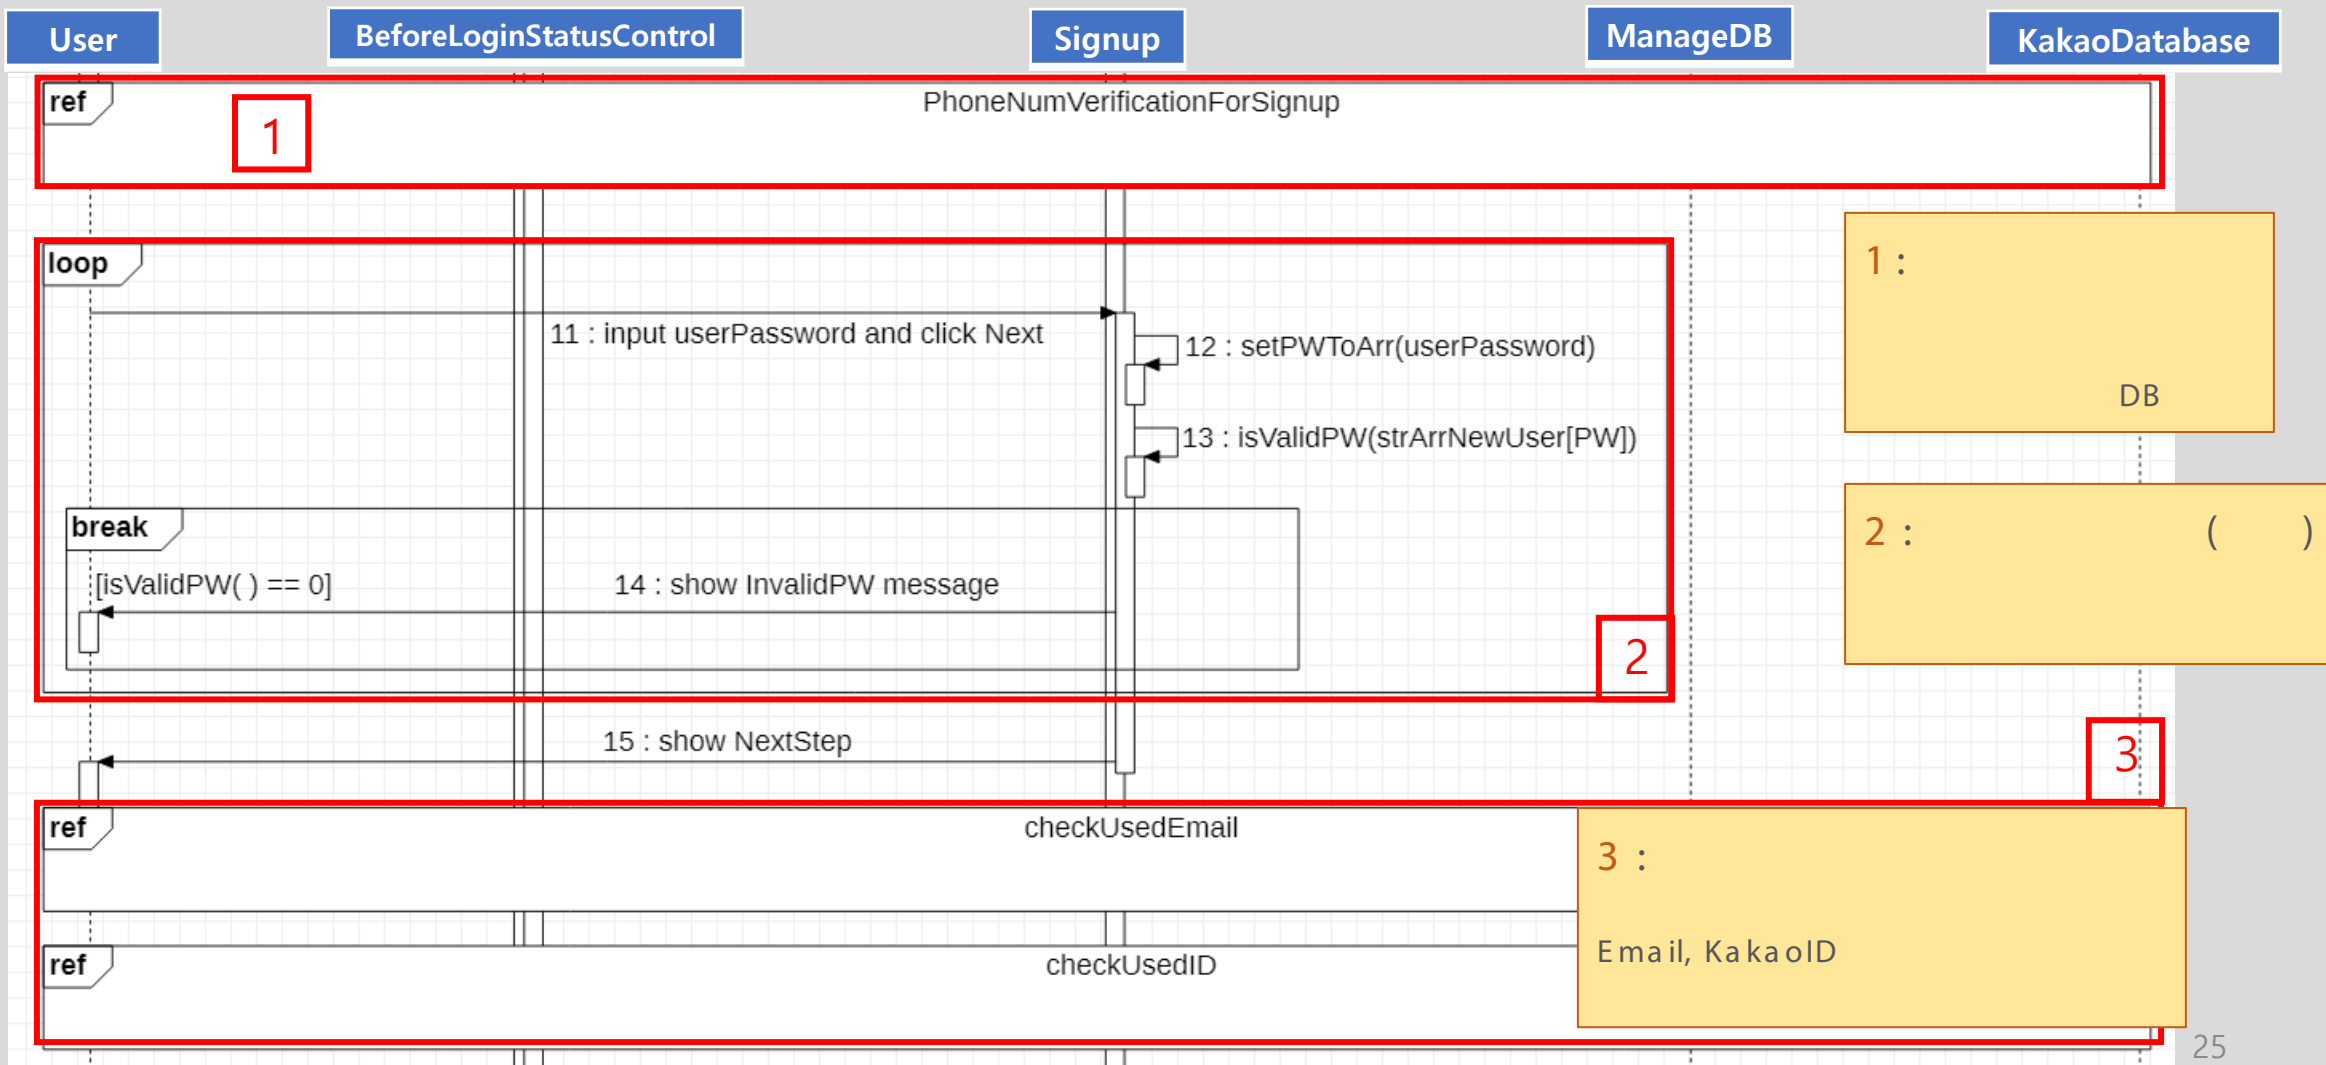 User
BeforeLoginStatusControl
Signup
ManageDB
KakaoDatabase
ref
PhoneNumVerificationForSignup
1
loop
11 : input userPassword and click Next
12 : setPWToArr(userPassword)
13 : isValidPW(strArrNewUser[PW])
break
[isValidPW( ) == 0]
14 : show InvalidPW message
2
15 : show NextStep
1 :
DB
2 : ( )
3
ref
checkUsedEmail
ref
checkUsedID
3 :
Email, KakaoID
25